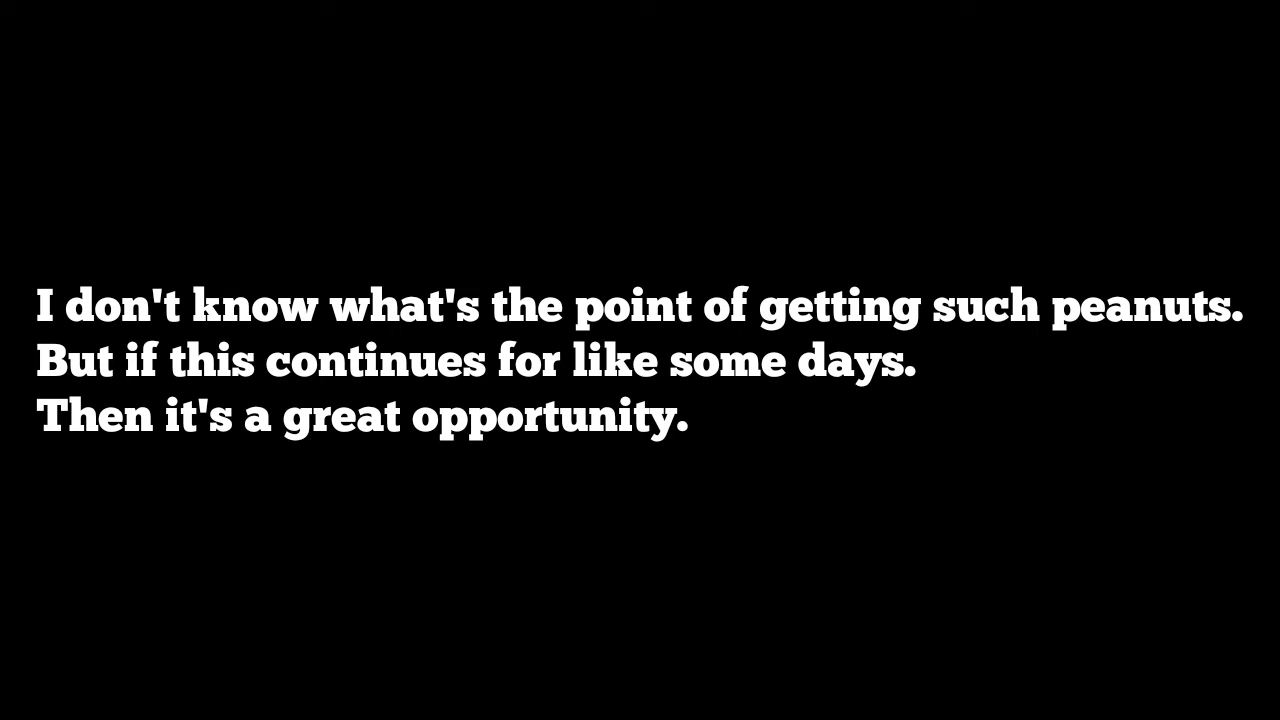 I don't know what's the point of getting such peanuts.
But if this continues for like some days.
Then it's a great opportunity.